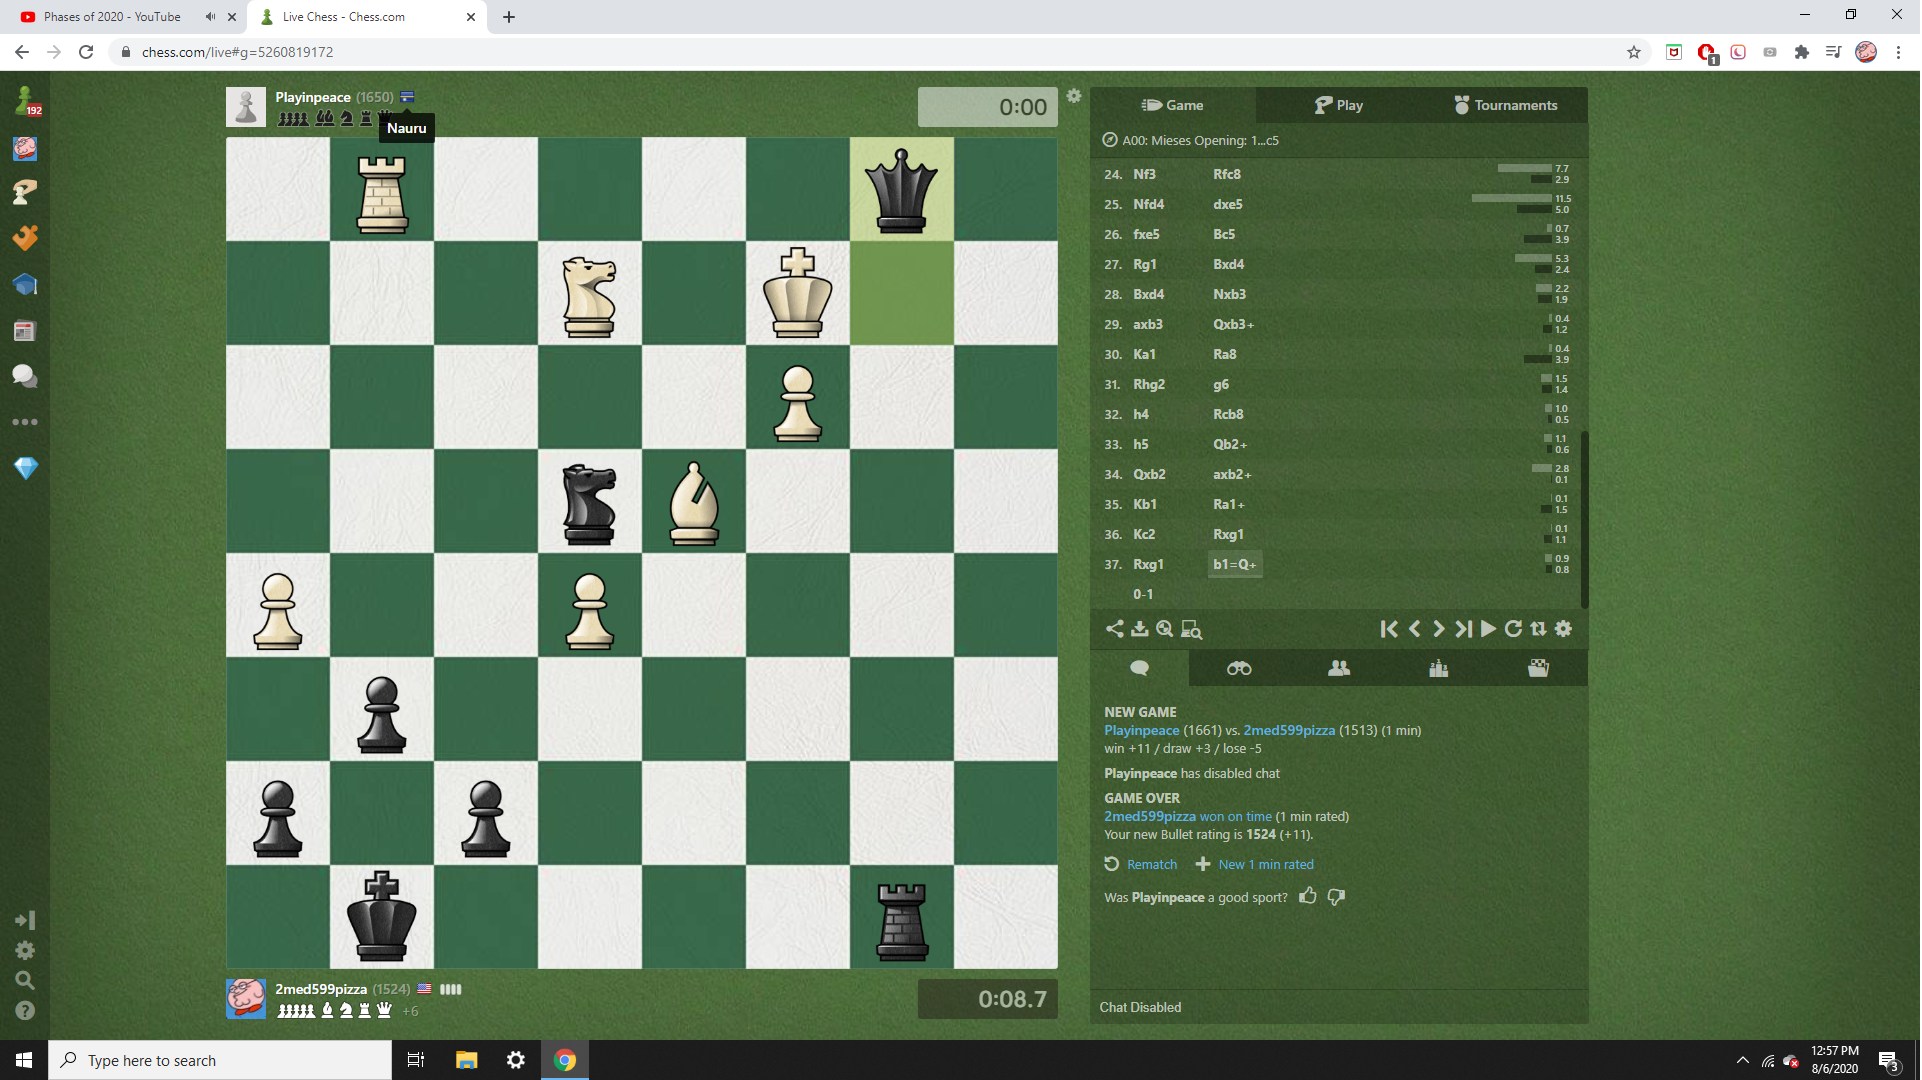 Phases of 2020 - YouTube
Live Chess - Chess.com
chess.com/live#g=5260819172
1
192
Playinpeace (1650)
Nauru
0:00
Game
Play
Tournaments
A00: Mieses Opening: 1...c5
24. Nf3 Rfc8 7.7 2.9
25. Nfd4 dxe5 11.5 5.0
26. fxe5 Bc5 0.7 3.9
27. Rg1 Bxd4 5.3 2.4
28. Bxd4 Nxb3 2.2 1.9
29. axb3 Qxb3+ 0.4 1.2
30. Ka1 Ra8 0.4 3.9
31. Rhg2 g6 1.5 1.4
32. h4 Rcb8 1.0 0.5
33. h5 Qb2+ 1.1 0.6
34. Qxb2 axb2+ 2.8 0.1
35. Kb1 Ra1+ 0.1 1.5
36. Kc2 Rxg1 0.1 1.1
37. Rxg1 b1=Q+ 0.9 0.8
0-1
NEW GAME
Playinpeace (1661) vs. 2med599pizza (1513) (1 min)
win +11 / draw +3 / lose -5
Playinpeace has disabled chat
GAME OVER
2med599pizza won on time (1 min rated)
Your new Bullet rating is 1524 (+11).
Rematch
New 1 min rated
Was Playinpeace a good sport?
Chat Disabled
2med599pizza (1524)
+6
0:08.7
Type here to search
12:57 PM
8/6/2020
3